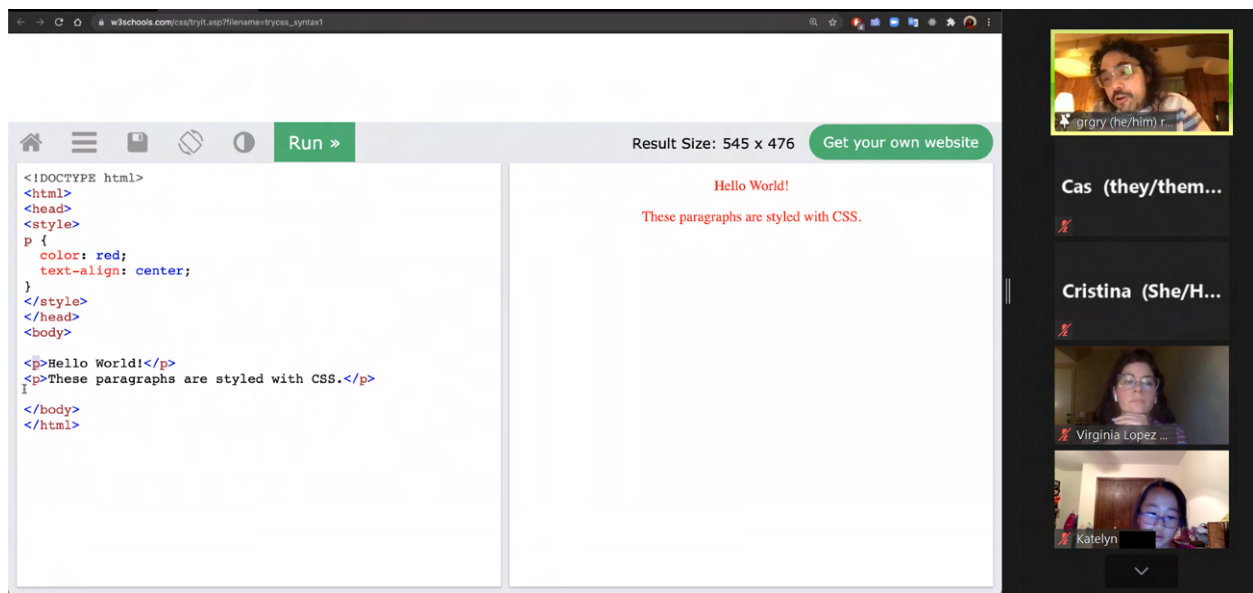 w3schools.com/css/tryit.asp?filename=trycss_syntax1
Run »
Result Size: 545 x 476
Get your own website
<!DOCTYPE html>
<html>
<head>
<style>
p {
  color: red;
  text-align: center;
}
</style>
</head>
<body>
<p>Hello World!</p>
<p>These paragraphs are styled with CSS.</p>
</body>
</html>
Hello World!
These paragraphs are styled with CSS.
grgry (he/him) r...
Cas (they/them...
Cristina (She/H...
Virginia Lopez ...
Katelyn